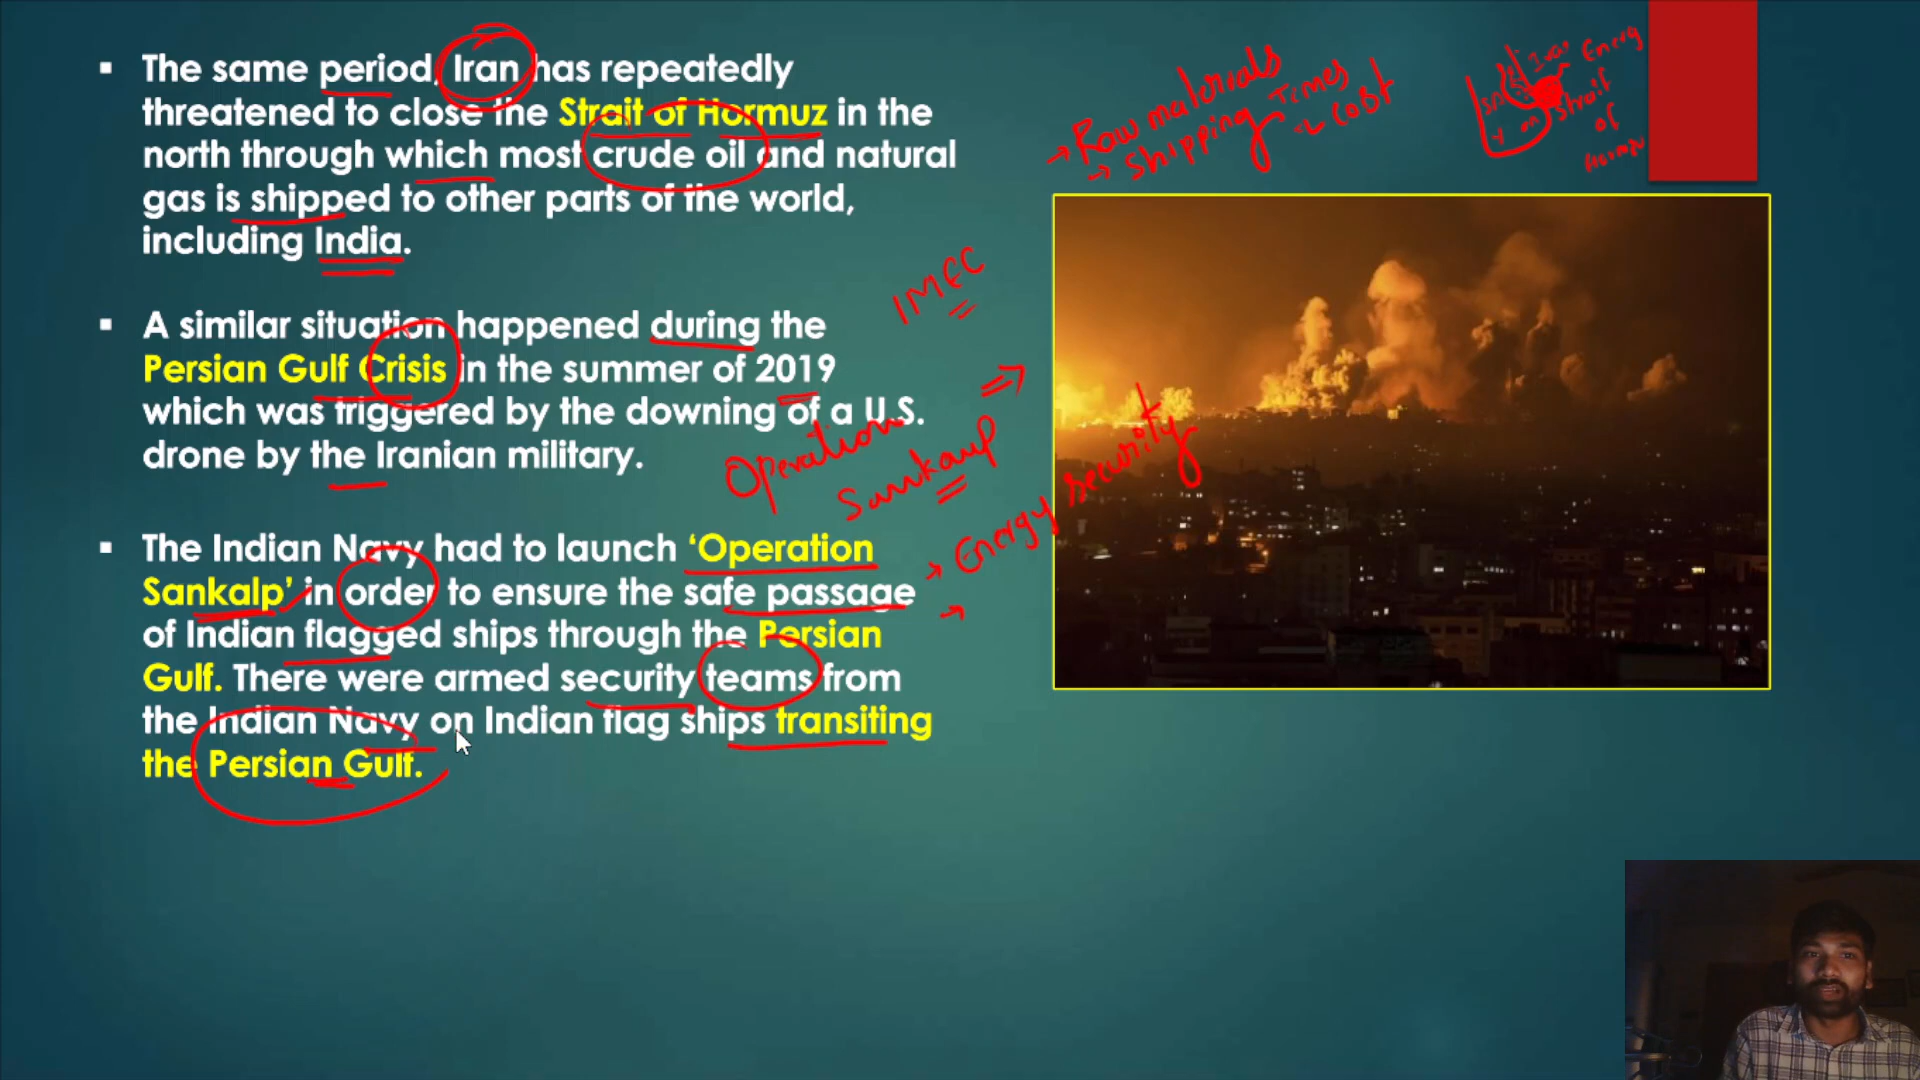 ▪ The same period, Iran has repeatedly
threatened to close the Strait of Hormuz in the
north through which most crude oil and natural
gas is shipped to other parts of the world,
including India.
▪ A similar situation happened during the
Persian Gulf Crisis in the summer of 2019
which was triggered by the downing of a U.S.
drone by the Iranian military.
▪ The Indian Navy had to launch ‘Operation
Sankalp’ in order to ensure the safe passage
of Indian flagged ships through the Persian
Gulf. There were armed security teams from
the Indian Navy on Indian flag ships transiting
the Persian Gulf.
IMEC
Operation
Sankalp
→ Energy security
→ Raw materials
→ Shipping Times
→ Cost
Iran Energy
Strait
of
Hormuz